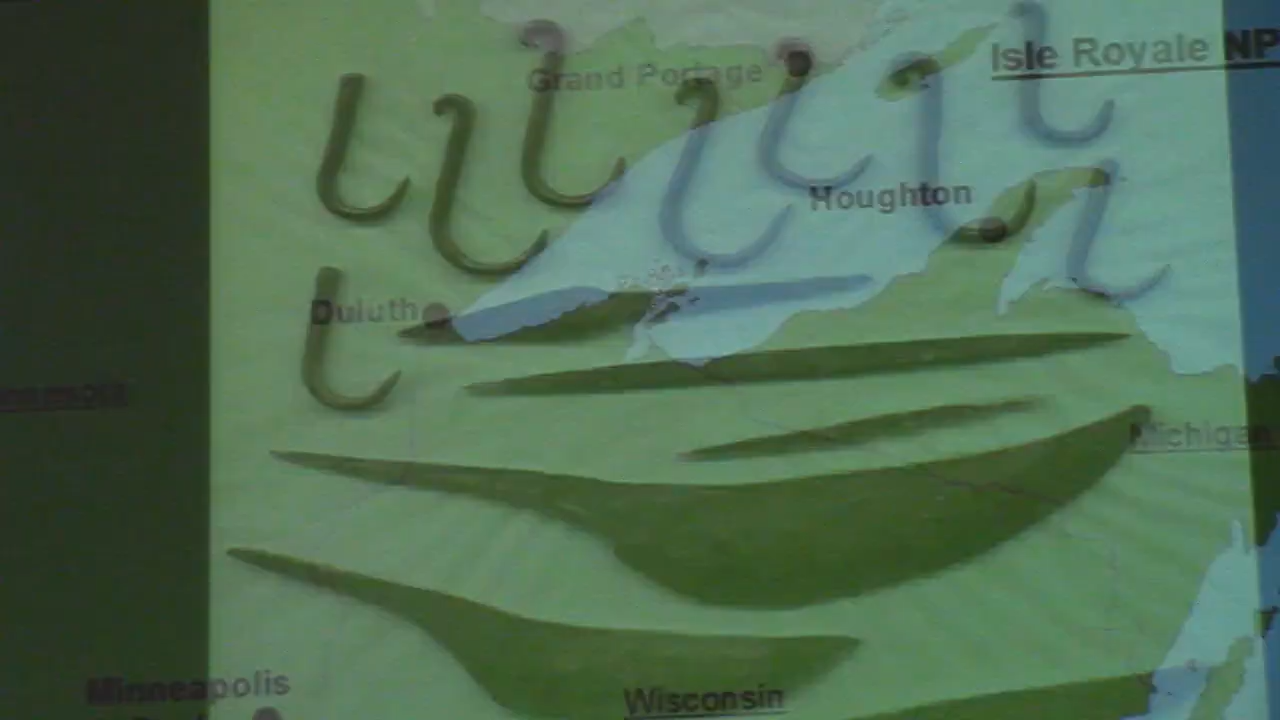 Isle Royale NP
Grand Portage
Houghton
Duluth
Michigan
Minneapolis
Wisconsin